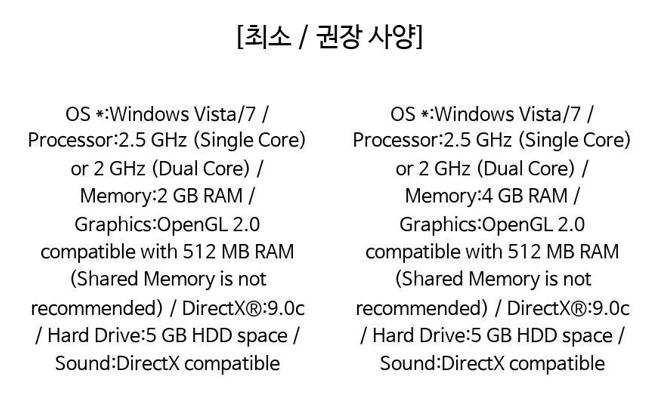 [최소 / 권장 사양]
OS *:Windows Vista/7 /
Processor:2.5 GHz (Single Core)
or 2 GHz (Dual Core) /
Memory:2 GB RAM /
Graphics:OpenGL 2.0
compatible with 512 MB RAM
(Shared Memory is not
recommended) / DirectX®:9.0c
/ Hard Drive:5 GB HDD space /
Sound:DirectX compatible
OS *:Windows Vista/7 /
Processor:2.5 GHz (Single Core)
or 2 GHz (Dual Core) /
Memory:4 GB RAM /
Graphics:OpenGL 2.0
compatible with 512 MB RAM
(Shared Memory is not
recommended) / DirectX®:9.0c
/ Hard Drive:5 GB HDD space /
Sound:DirectX compatible